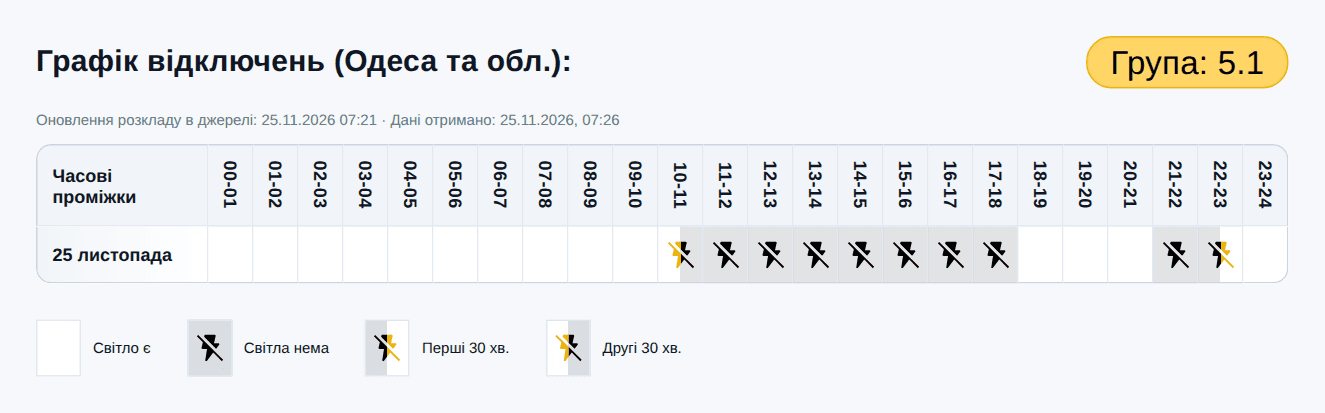 Графік відключень (Одеса та обл.):
Група: 5.1
Оновлення розкладу в джерелі: 25.11.2026 07:21 · Дані отримано: 25.11.2026, 07:26
Часові
проміжки
00-01
01-02
02-03
03-04
04-05
05-06
06-07
07-08
08-09
09-10
10-11
11-12
12-13
13-14
14-15
15-16
16-17
17-18
18-19
19-20
20-21
21-22
22-23
23-24
25 листопада
Світло є
Світла нема
Перші 30 хв.
Другі 30 хв.